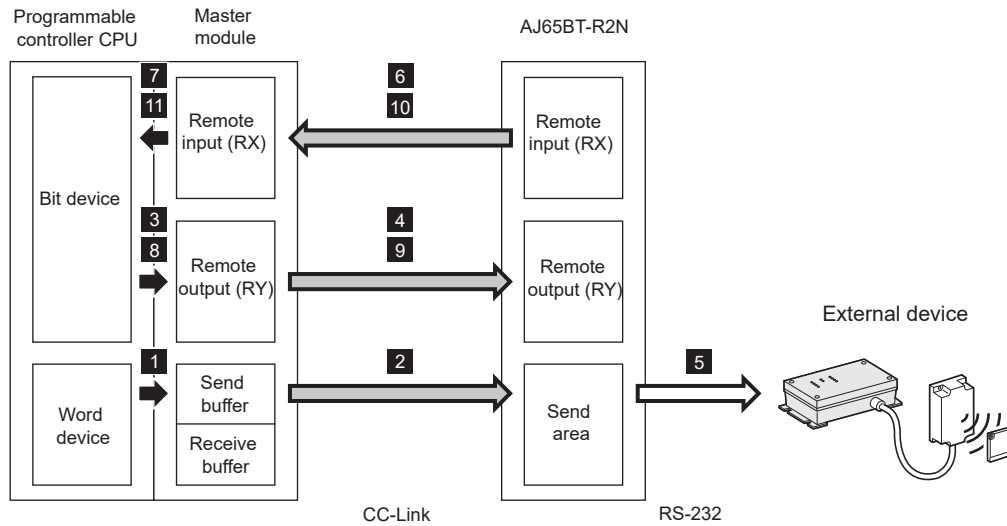 Programmable
controller CPU
Master
module
AJ65BT-R2N
7
11
6
10
Remote
input (RX)
Remote
input (RX)
Bit device
3
8
4
9
Remote
output (RY)
Remote
output (RY)
External device
1
2
5
Word
device
Send
buffer
Receive
buffer
Send
area
CC-Link
RS-232